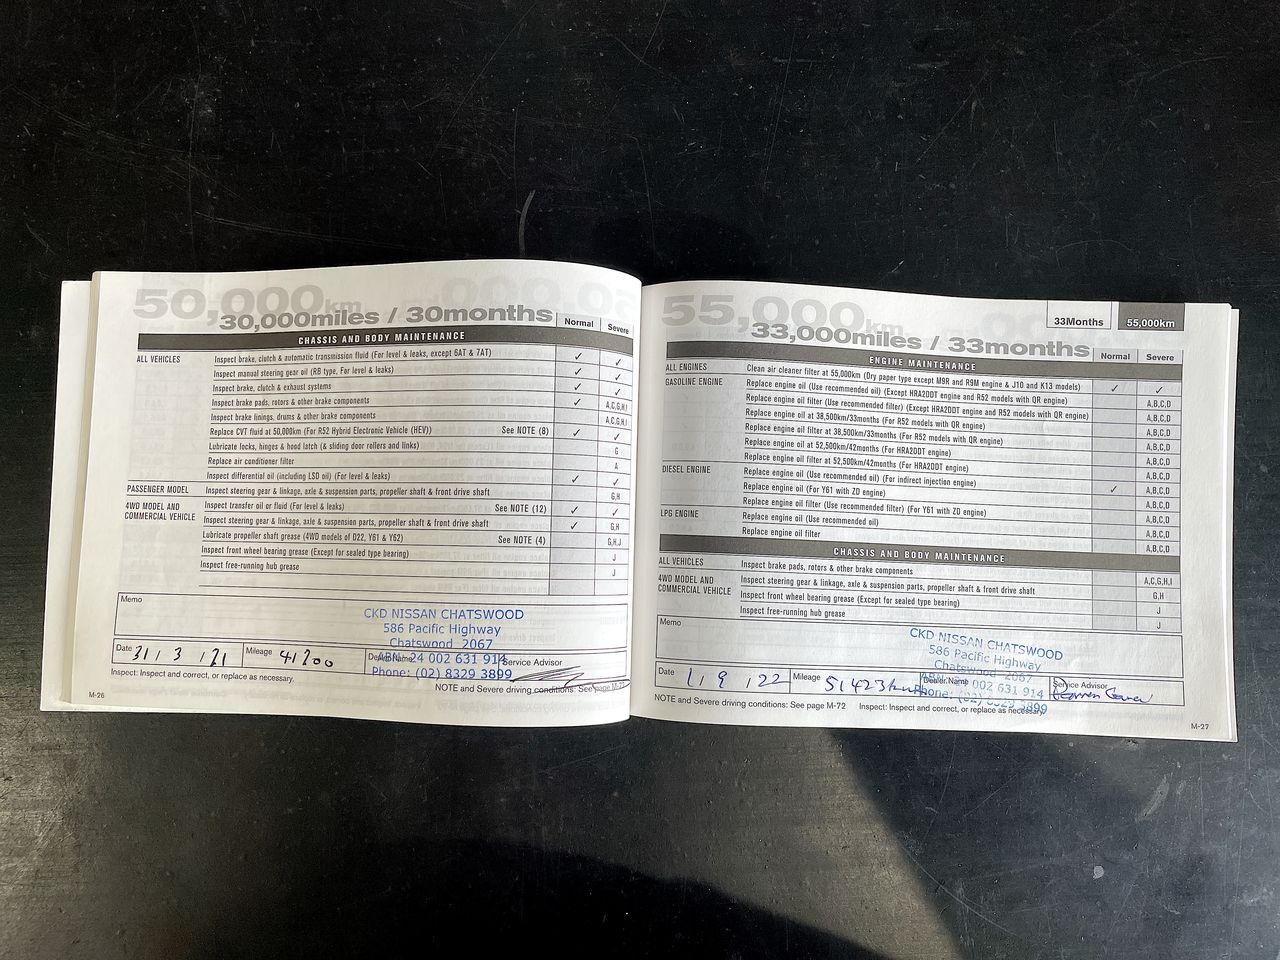 50,000km
30,000miles / 30months
Normal
Severe
CHASSIS AND BODY MAINTENANCE
ALL VEHICLES
Inspect brake, clutch & automatic transmission fluid (For level & leaks, except 6AT & 7AT) ✓ ✓
Inspect manual steering gear oil (RB type, For level & leaks) ✓ ✓
Inspect brake, clutch & exhaust systems ✓ ✓
Inspect brake pads, rotors & other brake components ✓ A,C,G,H,I
Inspect brake linings, drums & other brake components A,C,G,H,I
Replace CVT fluid at 50,000km (For R52 Hybrid Electronic Vehicle (HEV)) See NOTE (8) ✓ ✓
Lubricate locks, hinges & hood latch (& sliding door rollers and links) G
Replace air conditioner filter A
Inspect differential oil (including LSD oil) (For level & leaks) ✓ ✓
PASSENGER MODEL Inspect steering gear & linkage, axle & suspension parts, propeller shaft & front drive shaft G,H
4WD MODEL AND COMMERCIAL VEHICLE
Inspect transfer oil or fluid (For level & leaks) See NOTE (12) ✓ ✓
Inspect steering gear & linkage, axle & suspension parts, propeller shaft & front drive shaft ✓ G,H
Lubricate propeller shaft grease (4WD models of D22, Y61 & Y62) See NOTE (4) G,H,J
Inspect front wheel bearing grease (Except for sealed type bearing) J
Inspect free-running hub grease J
Memo
CKD NISSAN CHATSWOOD
586 Pacific Highway
Chatswood 2067
ABN: 24 002 631 914
Phone: (02) 8329 3899
Date 31 / 3 / 21 Mileage Dealer Name Service Advisor
Inspect: Inspect and correct, or replace as necessary.
NOTE and Severe driving conditions: See page M-72
M-26
55,000km
33,000miles / 33months
33Months
55,000km
Normal
Severe
ENGINE MAINTENANCE
ALL ENGINES Clean air cleaner filter at 55,000km (Dry paper type except M9R and R9M engine & J10 and K13 models) ✓ ✓
GASOLINE ENGINE
Replace engine oil (Use recommended oil) (Except HRA2DDT engine and R52 models with QR engine) A,B,C,D
Replace engine oil filter (Use recommended filter) (Except HRA2DDT engine and R52 models with QR engine) A,B,C,D
Replace engine oil at 38,500km/33months (For R52 models with QR engine) A,B,C,D
Replace engine oil filter at 38,500km/33months (For R52 models with QR engine) A,B,C,D
Replace engine oil at 52,500km/42months (For HRA2DDT engine) A,B,C,D
Replace engine oil filter at 52,500km/42months (For HRA2DDT engine) A,B,C,D
DIESEL ENGINE
Replace engine oil (Use recommended oil) (For indirect injection engine) A,B,C,D
Replace engine oil (For Y61 with ZD engine) ✓ A,B,C,D
Replace engine oil filter (Use recommended filter) (For Y61 with ZD engine) A,B,C,D
LPG ENGINE
Replace engine oil (Use recommended oil) A,B,C,D
Replace engine oil filter A,B,C,D
CHASSIS AND BODY MAINTENANCE
ALL VEHICLES Inspect brake pads, rotors & other brake components A,C,G,H,I
4WD MODEL AND COMMERCIAL VEHICLE
Inspect steering gear & linkage, axle & suspension parts, propeller shaft & front drive shaft G,H
Inspect front wheel bearing grease (Except for sealed type bearing) J
Inspect free-running hub grease J
Memo
CKD NISSAN CHATSWOOD
586 Pacific Highway
Chatswood 2067
ABN: 24 002 631 914
Phone: (02) 8329 3899
Date 1 / 9 / 22 Mileage 51423km Dealer Name Service Advisor
NOTE and Severe driving conditions: See page M-72 Inspect: Inspect and correct, or replace as necessary.
M-27